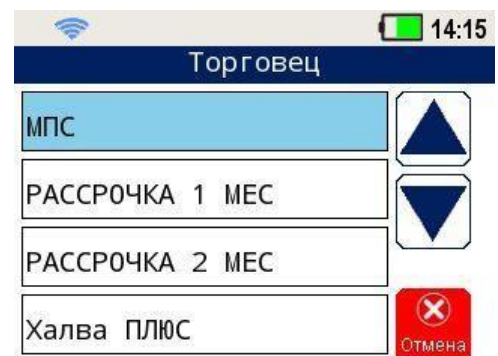 14:15
Торговец
МПС
РАССРОЧКА 1 МЕС
РАССРОЧКА 2 МЕС
Халва ПЛЮС
Отмена